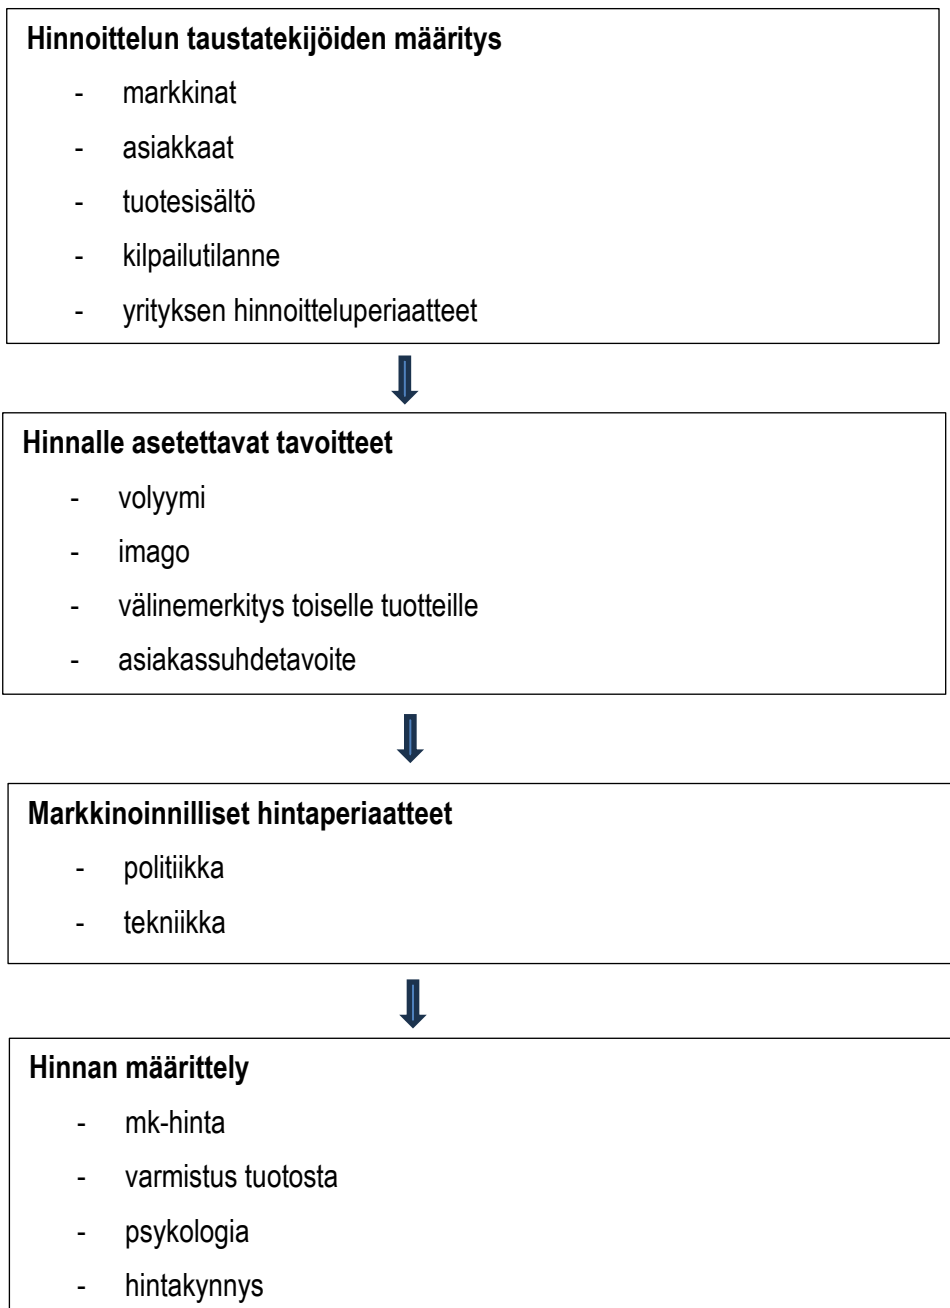 Hinnoittelun taustatekijöiden määritys
- markkinat
- asiakkaat
- tuotesisältö
- kilpailutilanne
- yrityksen hinnoitteluperiaatteet
Hinnalle asetettavat tavoitteet
- volyymi
- imago
- välinemerkitys toiselle tuotteille
- asiakassuhdetavoite
Markkinoinnilliset hintaperiaatteet
- politiikka
- tekniikka
Hinnan määrittely
- mk-hinta
- varmistus tuotosta
- psykologia
- hintakynnys